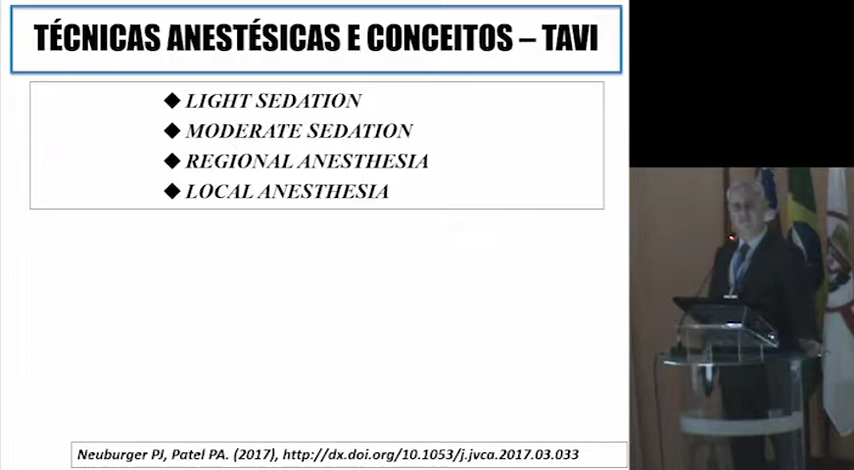 TÉCNICAS ANESTÉSICAS E CONCEITOS – TAVI
◆ LIGHT SEDATION
◆ MODERATE SEDATION
◆ REGIONAL ANESTHESIA
◆ LOCAL ANESTHESIA
Neuburger PJ, Patel PA. (2017), http://dx.doi.org/10.1053/j.jvca.2017.03.033